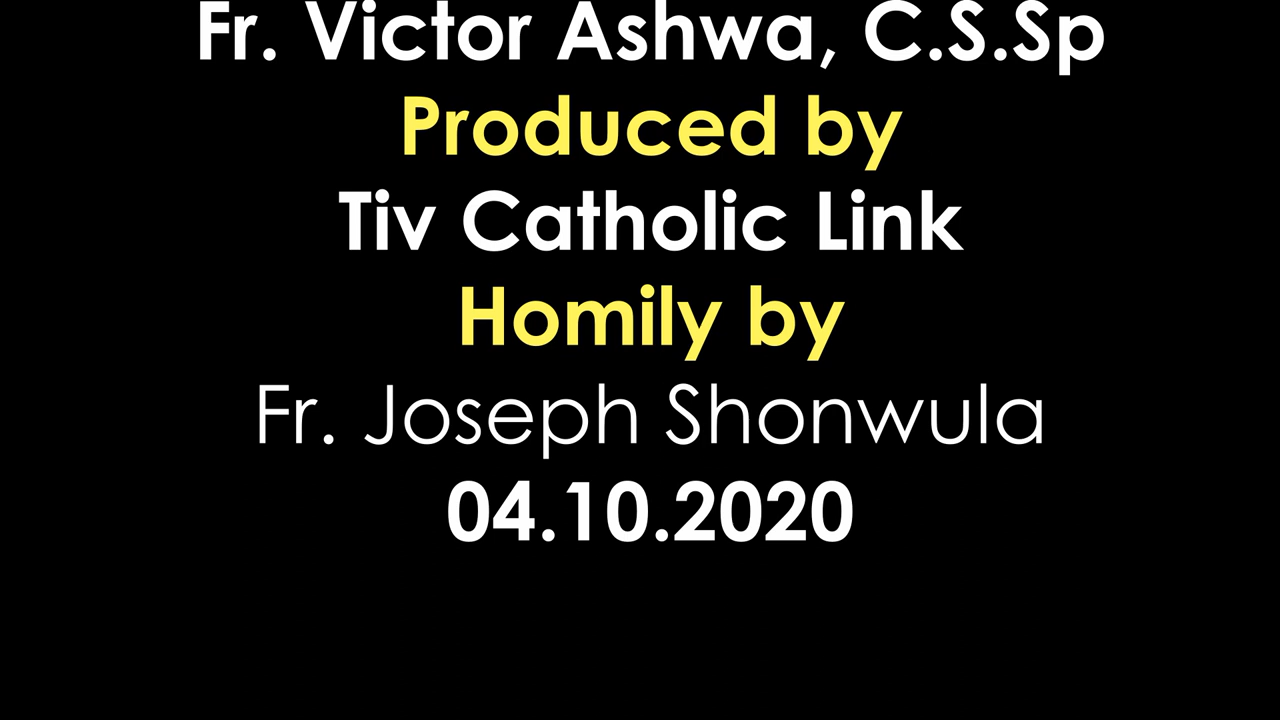 Fr. Victor Ashwa, C.S.Sp
Produced by
Tiv Catholic Link
Homily by
Fr. Joseph Shonwula
04.10.2020